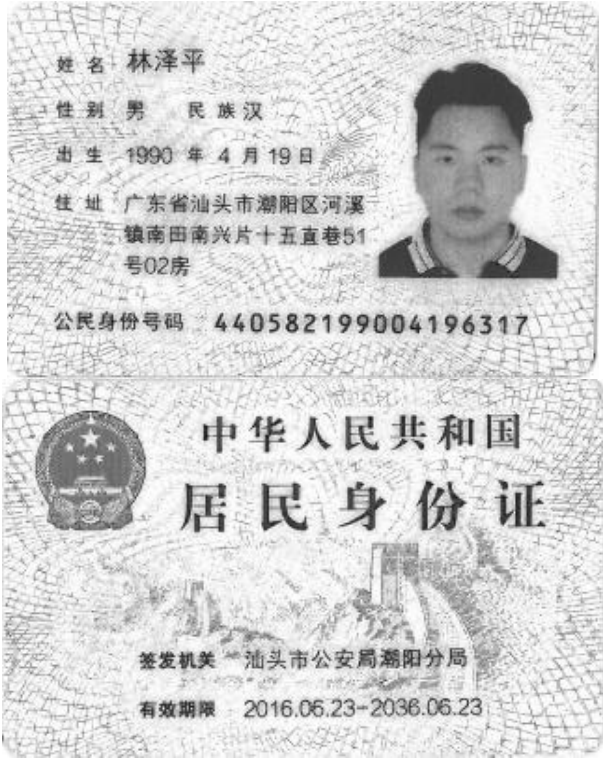 姓名 林泽平
性别 男 民族 汉
出生 1990 年 4 月 19 日
住址 广东省汕头市潮阳区河溪
镇南田南兴片十五直巷51
号02房
公民身份号码 440582199004196317
中华人民共和国
居民身份证
签发机关 汕头市公安局潮阳分局
有效期限 2016.06.23-2036.06.23